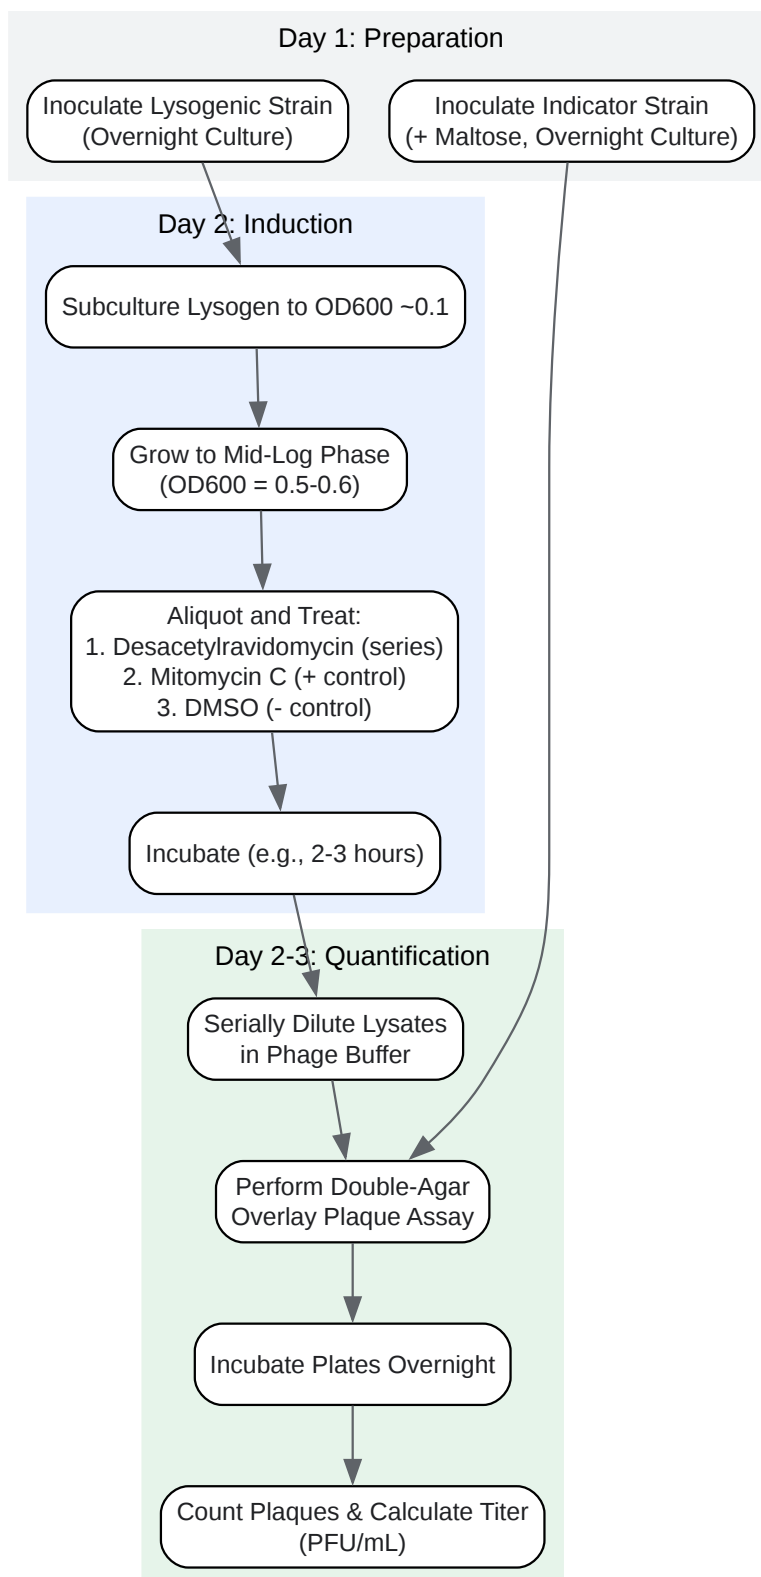 Day 1: Preparation
Inoculate Lysogenic Strain
(Overnight Culture)
Inoculate Indicator Strain
(+ Maltose, Overnight Culture)
Day 2: Induction
Subculture Lysogen to OD600 ~0.1
Grow to Mid-Log Phase
(OD600 = 0.5-0.6)
Aliquot and Treat:
1. Desacetylravidomycin (series)
2. Mitomycin C (+ control)
3. DMSO (- control)
Incubate (e.g., 2-3 hours)
Day 2-3: Quantification
Serially Dilute Lysates
in Phage Buffer
Perform Double-Agar
Overlay Plaque Assay
Incubate Plates Overnight
Count Plaques & Calculate Titer
(PFU/mL)